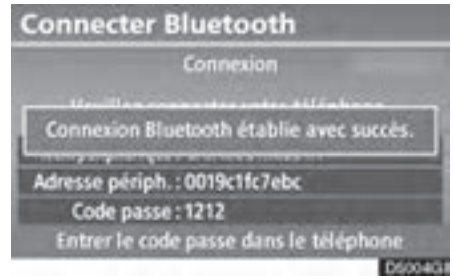 Connecter Bluetooth
Connexion
Connexion Bluetooth établie avec succès.
Adresse périph. : 0019c1fc7ebc
Code passe : 1212
Entrer le code passe dans le téléphone
DS004GB